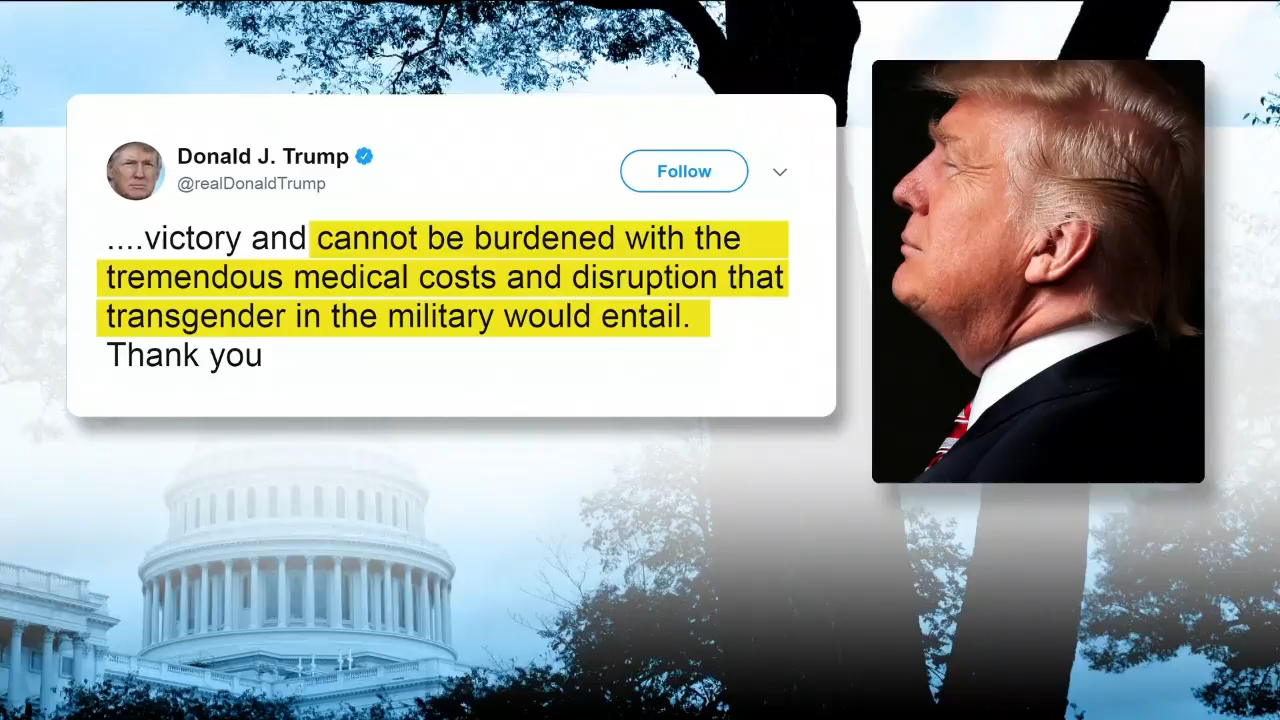 Donald J. Trump
@realDonaldTrump
Follow
....victory and cannot be burdened with the
tremendous medical costs and disruption that
transgender in the military would entail.
Thank you